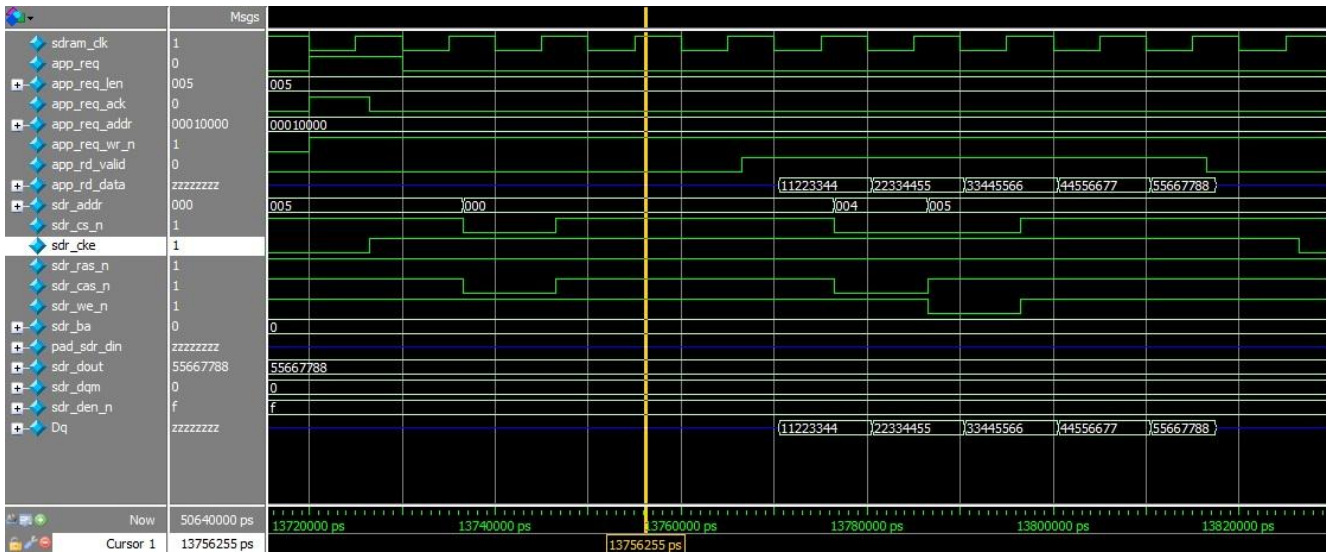 Msgs
sdram_clk 1
app_req 0
app_req_len 005 005
app_req_ack 0
app_req_addr 00010000 00010000
app_req_wr_n 1
app_rd_valid 0
app_rd_data zzzzzzzz 11223344 22334455 33445566 44556677 55667788
sdr_addr 000 005 000 004 005
sdr_cs_n 1
sdr_cke 1
sdr_ras_n 1
sdr_cas_n 1
sdr_we_n 1
sdr_ba 0 0
pad_sdr_din zzzzzzzz
sdr_dout 55667788 55667788
sdr_dqm 0 0
sdr_den_n f f
Dq zzzzzzzz 11223344 22334455 33445566 44556677 55667788
Now 50640000 ps 13720000 ps 13740000 ps 13760000 ps 13780000 ps 13800000 ps 13820000 ps
Cursor 1 13756255 ps 13756255 ps